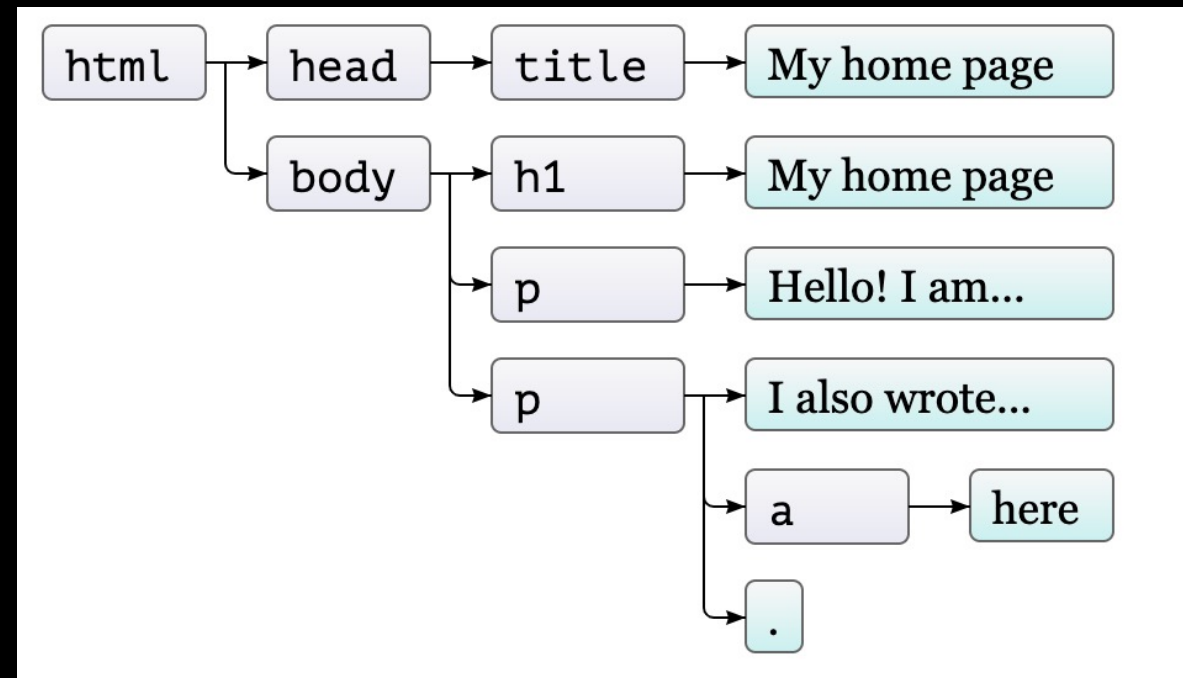 html head title My home page
body h1 My home page
p Hello! I am...
p I also wrote...
a here
.